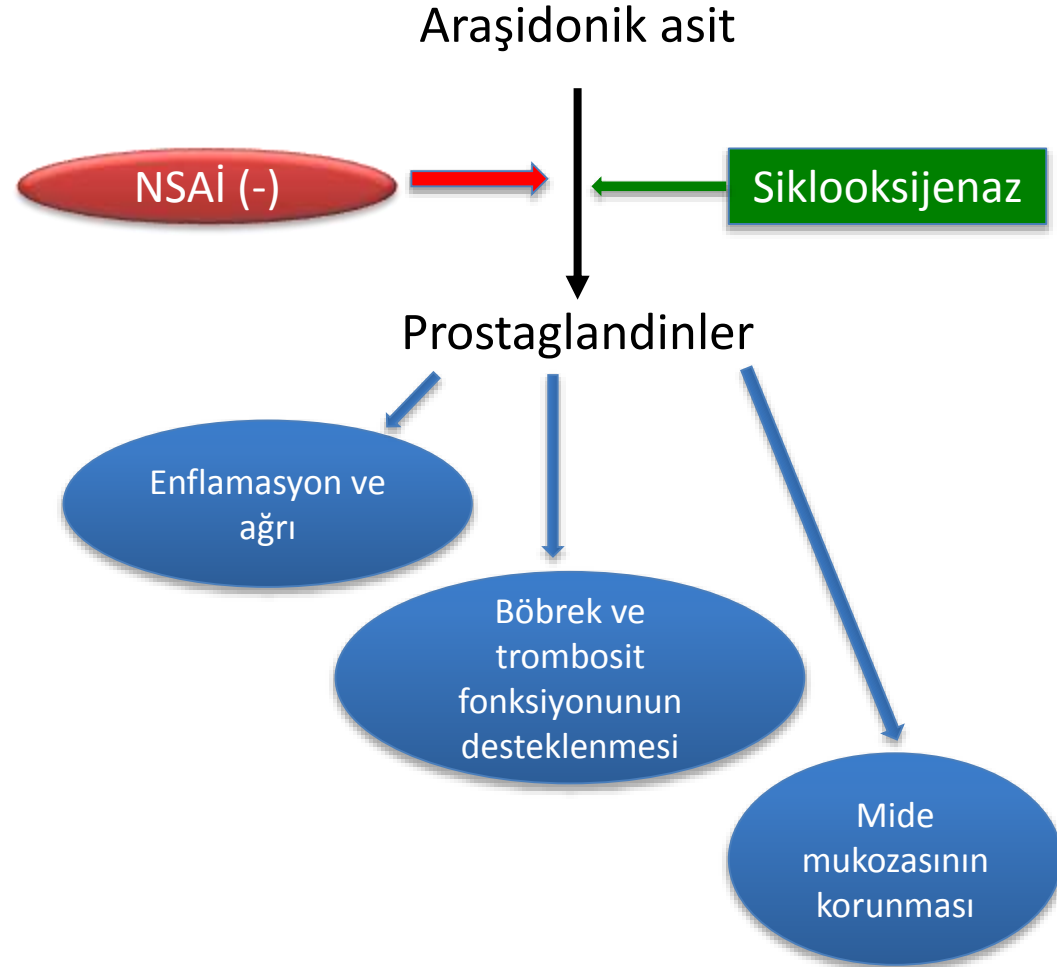 Araşidonik asit
NSAİ (-)
Siklooksijenaz
Prostaglandinler
Enflamasyon ve
ağrı
Böbrek ve
trombosit
fonksiyonunun
desteklenmesi
Mide
mukozasının
korunması